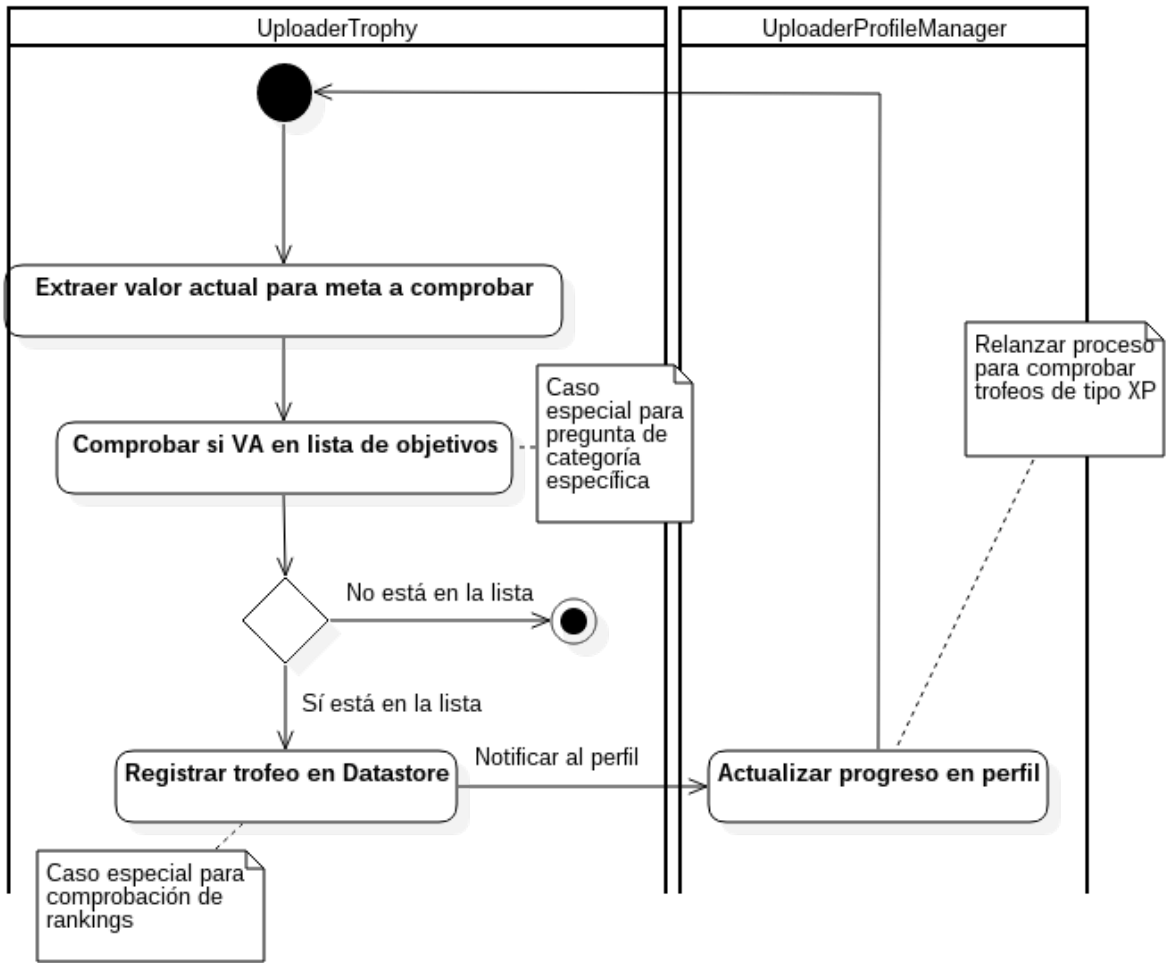 UploaderTrophy
UploaderProfileManager
Extraer valor actual para meta a comprobar
Relanzar proceso
para comprobar
trofeos de tipo XP
Caso
especial para
pregunta de
categoría
específica
Comprobar si VA en lista de objetivos
No está en la lista
Sí está en la lista
Notificar al perfil
Registrar trofeo en Datastore
Actualizar progreso en perfil
Caso especial para
comprobación de
rankings